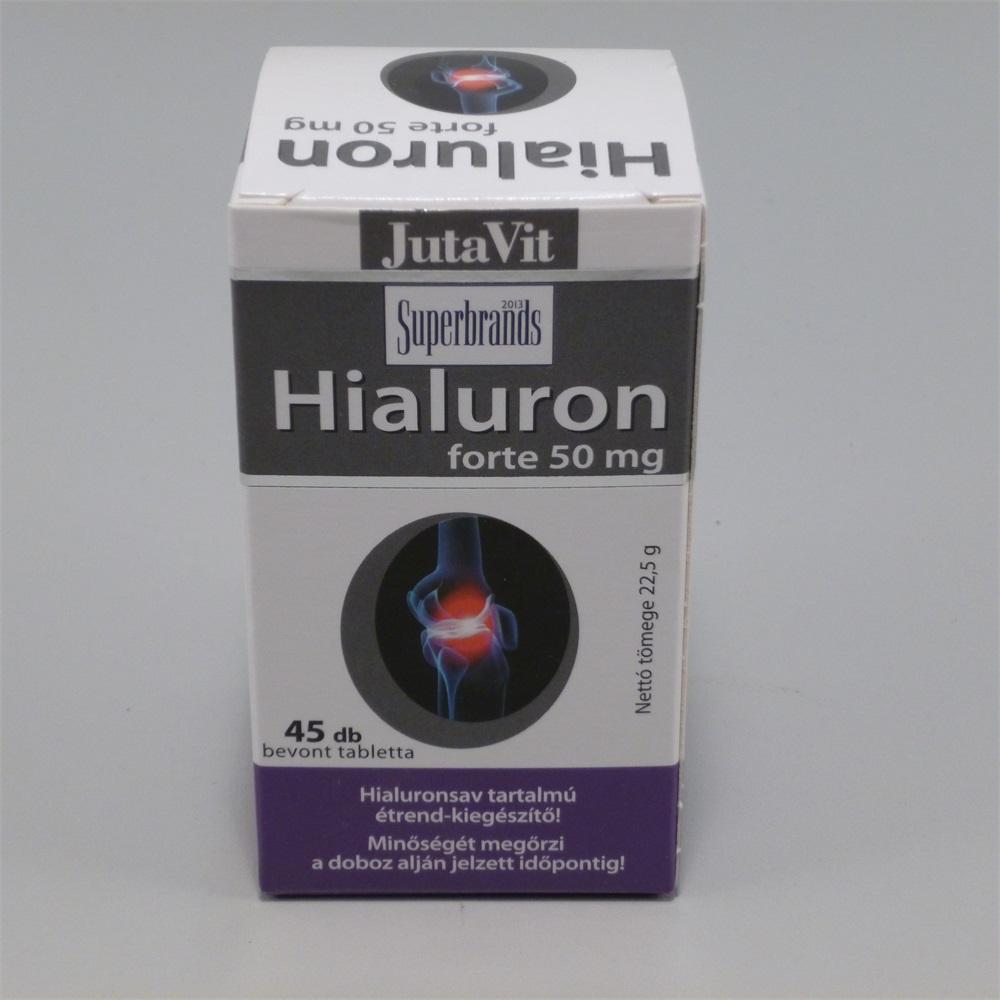 Hialuron
forte 50 mg
JutaVit
Superbrands
2013
Hialuron
forte 50 mg
Nettó tömege 22,5 g
45 db
bevont tabletta
Hialuronsav tartalmú
étrend-kiegészítő!
Minőségét megőrzi
a doboz alján jelzett időpontig!